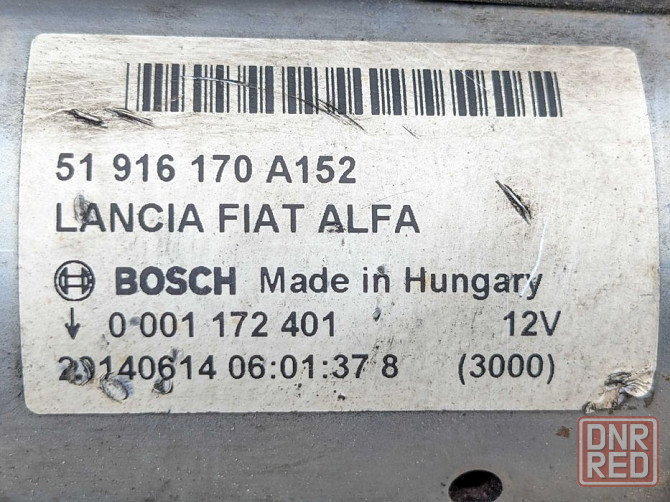 51 916 170 A152
LANCIA FIAT ALFA
BOSCH Made in Hungary
0 001 172 401 12V
20140614 06:01:37 8 (3000)
DNR
RED